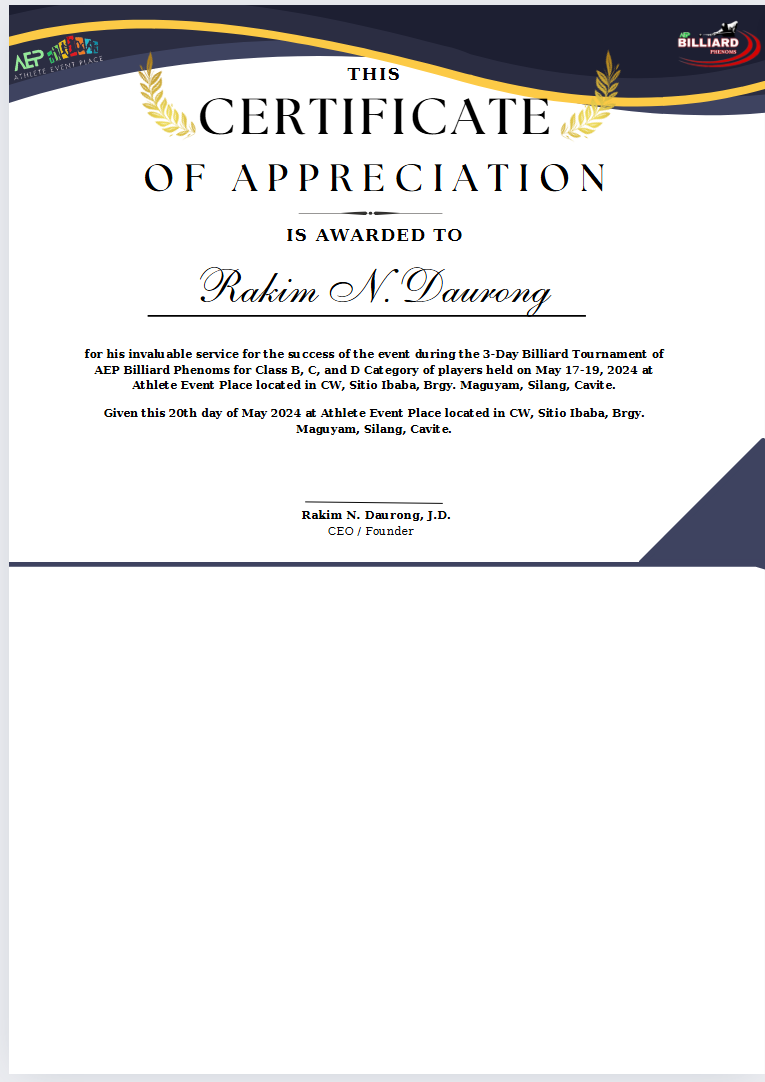 AEP
ATHLETE EVENT PLACE
AEP
BILLIARD
PHENOMS
THIS
CERTIFICATE
OF APPRECIATION
IS AWARDED TO
Rakim N. Daurong
for his invaluable service for the success of the event during the 3-Day Billiard Tournament of
AEP Billiard Phenoms for Class B, C, and D Category of players held on May 17-19, 2024 at
Athlete Event Place located in CW, Sitio Ibaba, Brgy. Maguyam, Silang, Cavite.
Given this 20th day of May 2024 at Athlete Event Place located in CW, Sitio Ibaba, Brgy.
Maguyam, Silang, Cavite.
Rakim N. Daurong, J.D.
CEO / Founder